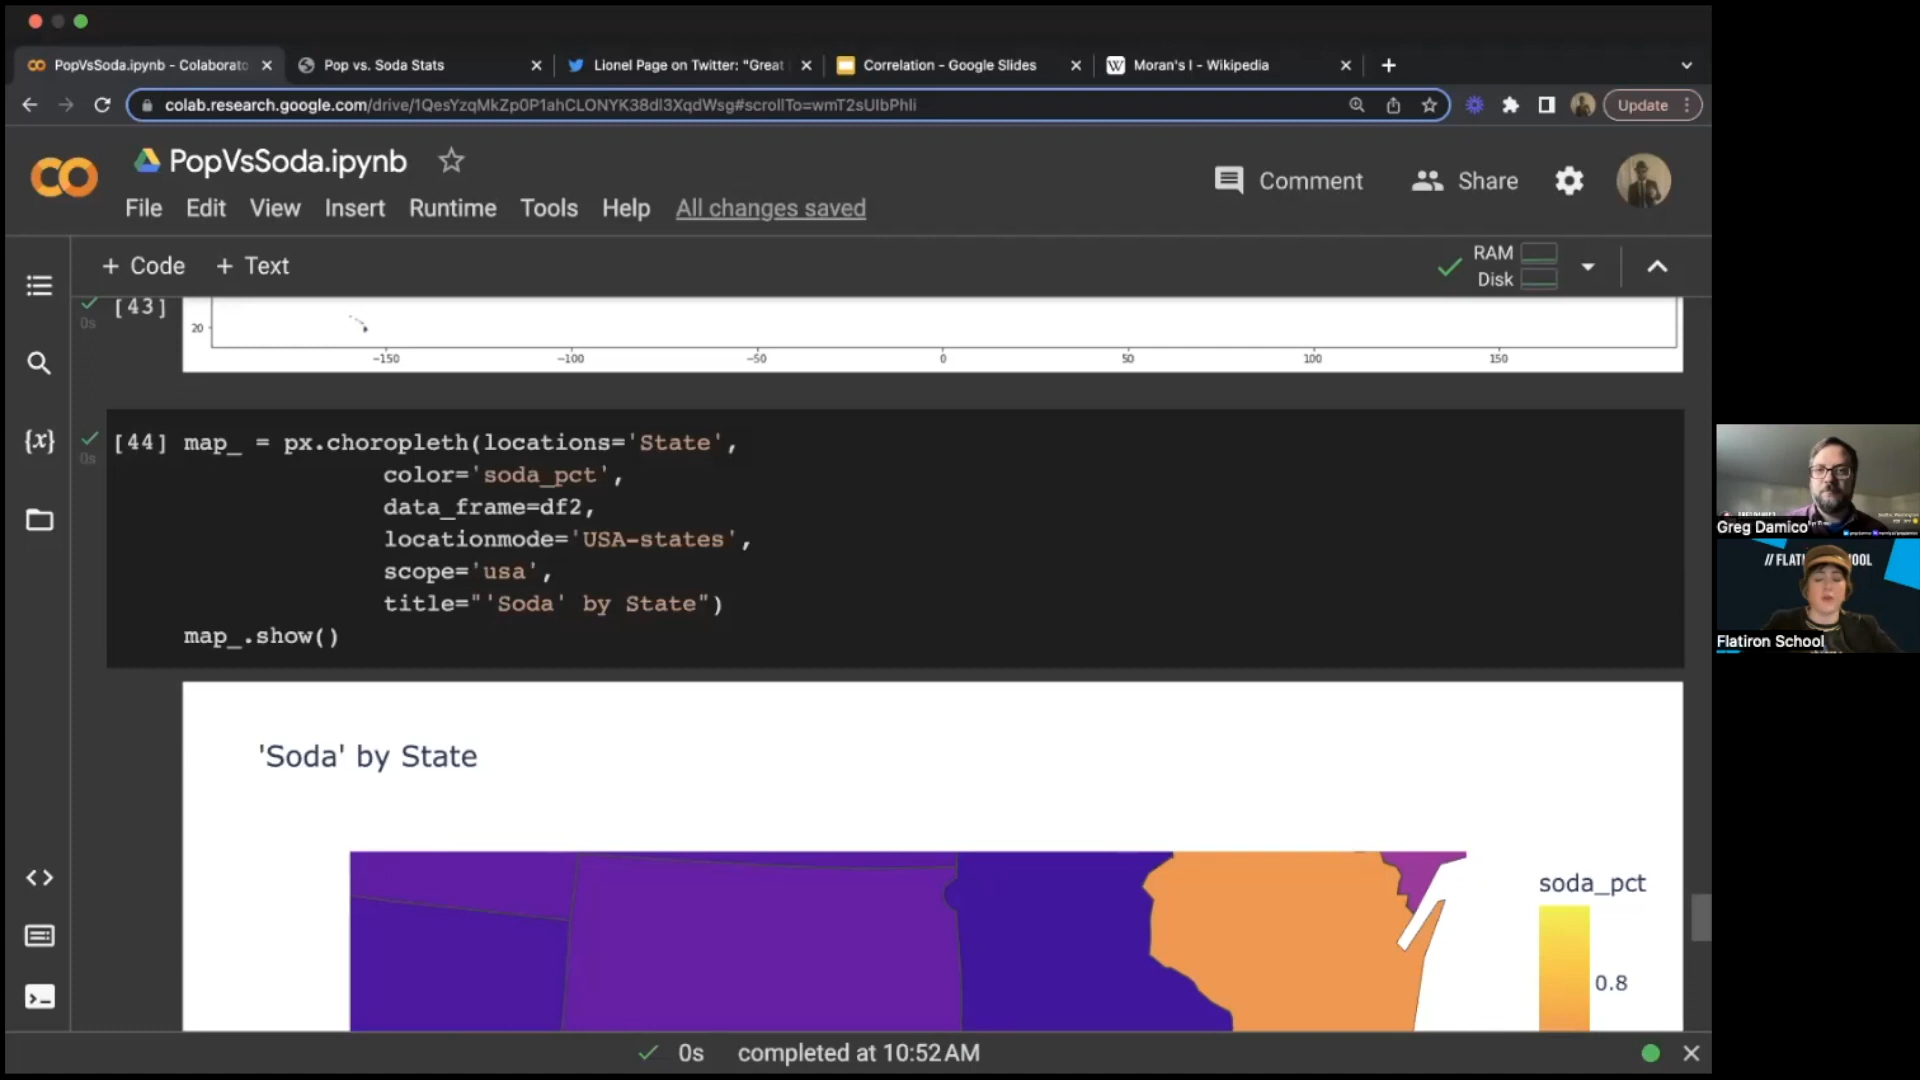 PopVsSoda.ipynb - Colaborato
Pop vs. Soda Stats
Lionel Page on Twitter: "Great
Correlation - Google Slides
Moran's I - Wikipedia
colab.research.google.com/drive/1QesYzqMkZp0P1ahCLONYK38dl3XqdWsg#scrollTo=wmT2sUlbPhli
Update
PopVsSoda.ipynb
Comment
Share
File Edit View Insert Runtime Tools Help All changes saved
+ Code + Text
RAM
Disk
[43]
0s
20
−150 −100 −50 0 50 100 150
[44] map_ = px.choropleth(locations='State',
0s
color='soda_pct',
data_frame=df2,
locationmode='USA-states',
scope='usa',
title="'Soda' by State")
map_.show()
'Soda' by State
soda_pct
0.8
0s completed at 10:52 AM
Greg Damico
Flatiron School